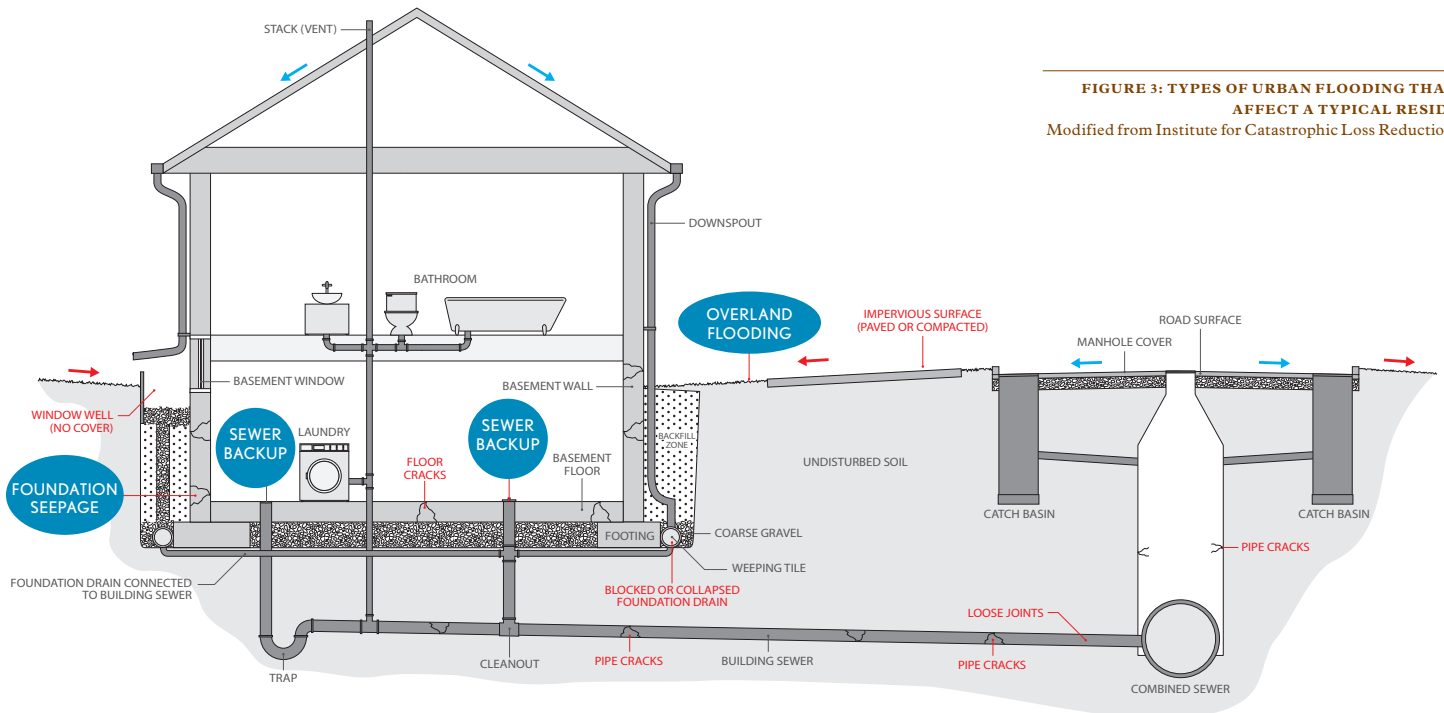 STACK (VENT)
FIGURE 3: TYPES OF URBAN FLOODING THA
AFFECT A TYPICAL RESID
Modified from Institute for Catastrophic Loss Reductio
DOWNSPOUT
BATHROOM
OVERLAND
FLOODING
IMPERVIOUS SURFACE
(PAVED OR COMPACTED)
ROAD SURFACE
MANHOLE COVER
BASEMENT WINDOW
BASEMENT WALL
WINDOW WELL
(NO COVER)
SEWER
BACKUP
LAUNDRY
SEWER
BACKUP
FLOOR
CRACKS
BASEMENT
FLOOR
BACKFILL
ZONE
UNDISTURBED SOIL
FOUNDATION
SEEPAGE
CATCH BASIN
CATCH BASIN
FOOTING
COARSE GRAVEL
PIPE CRACKS
WEEPING TILE
FOUNDATION DRAIN CONNECTED
TO BUILDING SEWER
BLOCKED OR COLLAPSED
FOUNDATION DRAIN
LOOSE JOINTS
TRAP
CLEANOUT
PIPE CRACKS
BUILDING SEWER
PIPE CRACKS
COMBINED SEWER